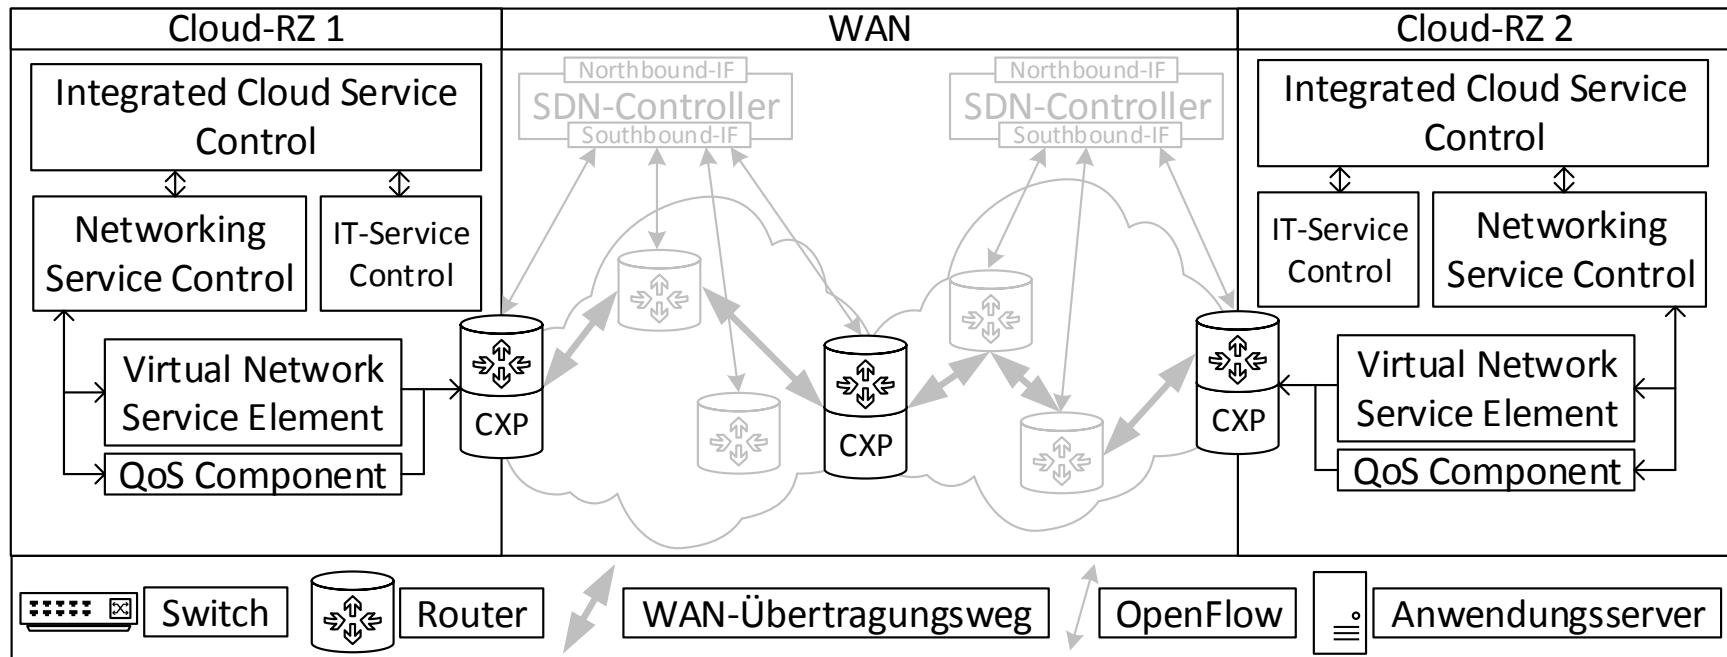 Cloud-RZ 1
WAN
Cloud-RZ 2
Integrated Cloud Service
Control
Networking
Service Control
IT-Service
Control
Virtual Network
Service Element
QoS Component
CXP
Northbound-IF
SDN-Controller
Southbound-IF
CXP
Northbound-IF
SDN-Controller
Southbound-IF
CXP
Integrated Cloud Service
Control
IT-Service
Control
Networking
Service Control
Virtual Network
Service Element
QoS Component
Switch
Router
WAN-Übertragungsweg
OpenFlow
Anwendungsserver